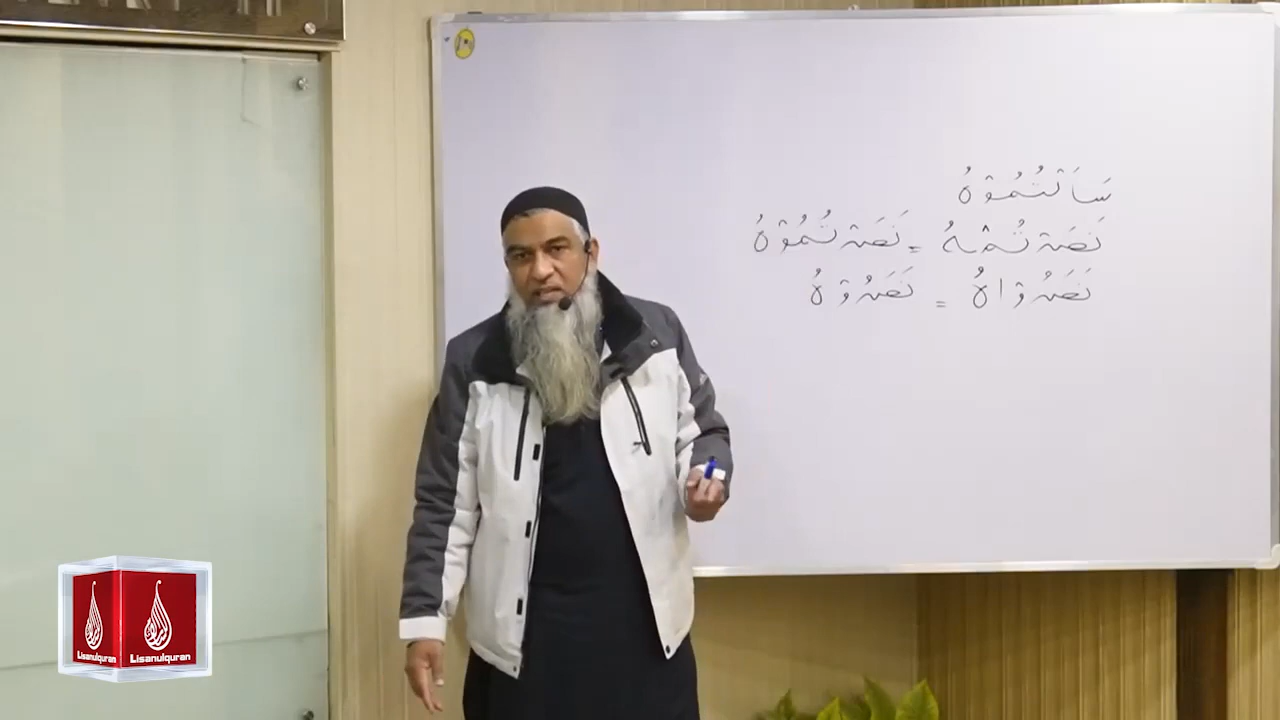 سَاَلْتُمُوْهُ
نَصَرْتُمْهُ = نَصَرْتُمُوْهُ
نَصَرُوْاهُ = نَصَرُوْهُ
Lisanulquran Lisanulquran